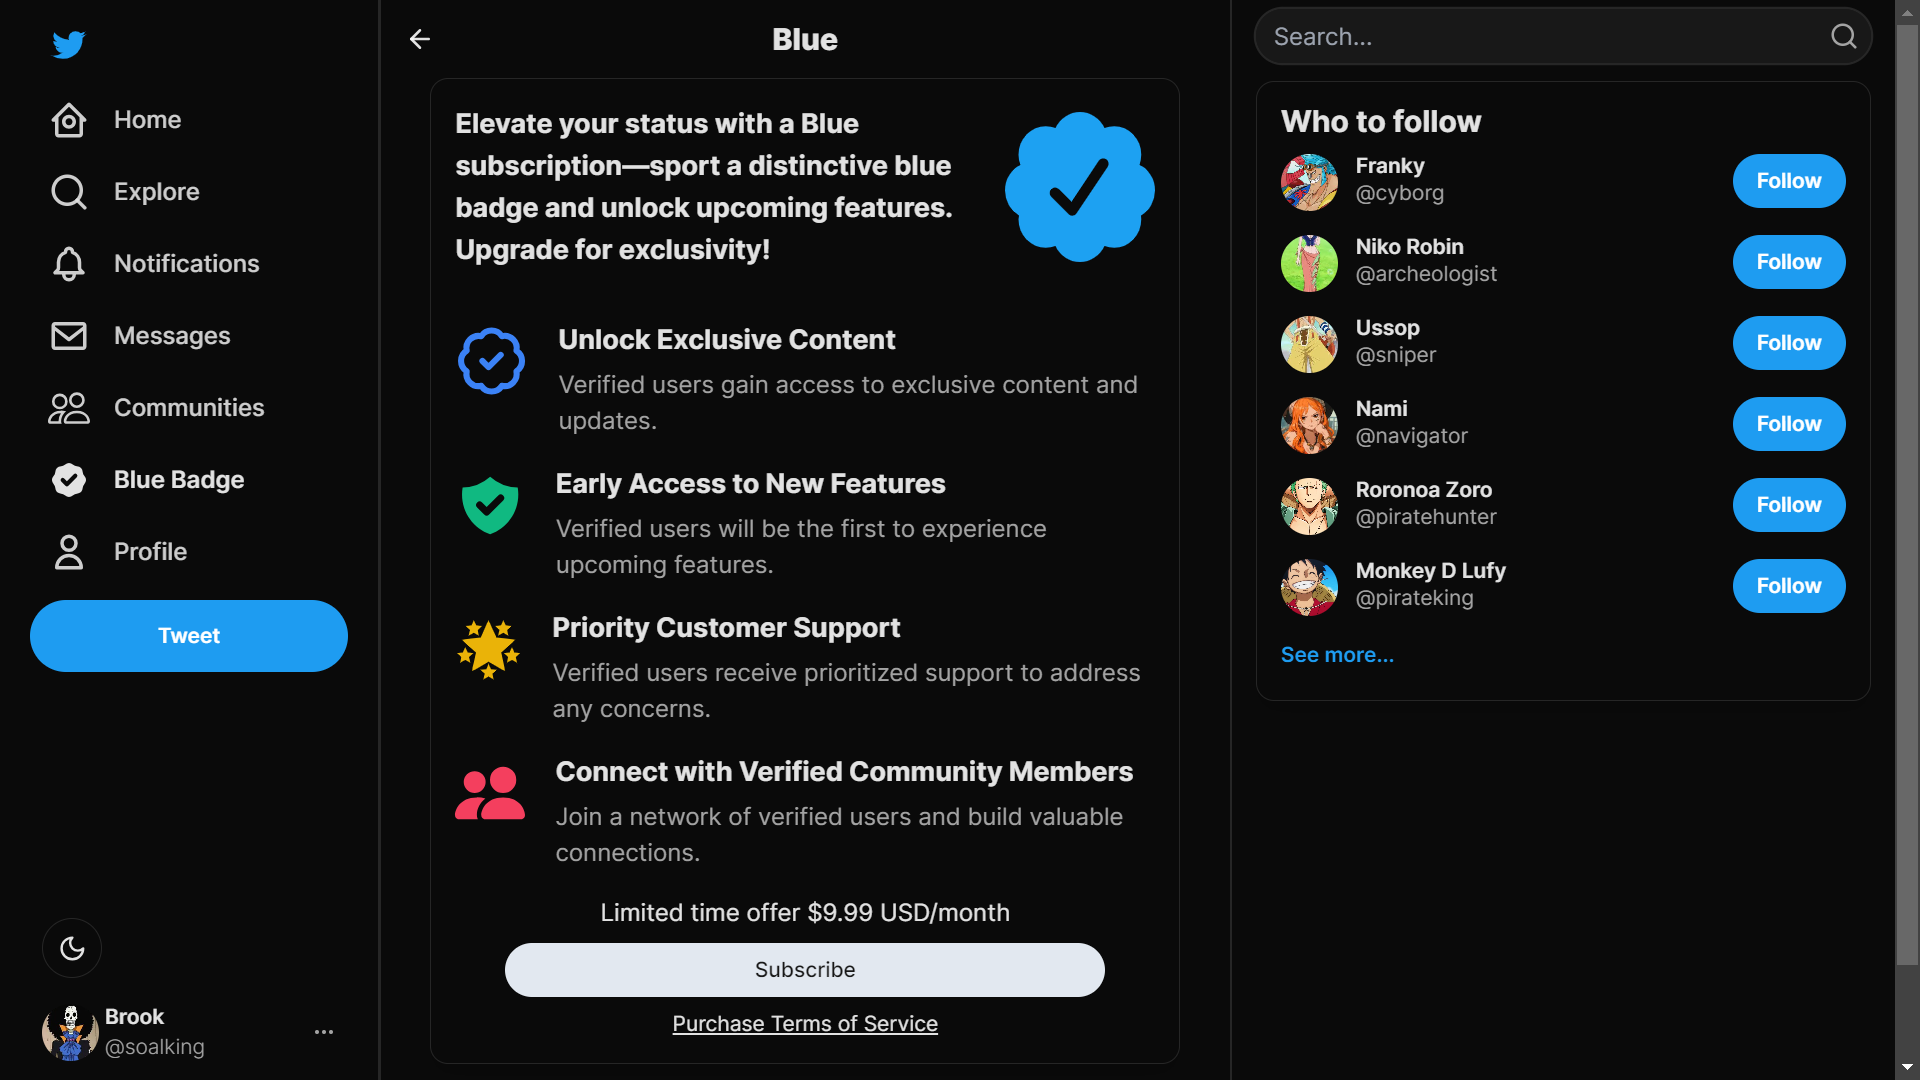 Home
Explore
Notifications
Messages
Communities
Blue Badge
Profile
Tweet
Brook
@soalking
Blue
Elevate your status with a Blue
subscription—sport a distinctive blue
badge and unlock upcoming features.
Upgrade for exclusivity!
Unlock Exclusive Content
Verified users gain access to exclusive content and
updates.
Early Access to New Features
Verified users will be the first to experience
upcoming features.
Priority Customer Support
Verified users receive prioritized support to address
any concerns.
Connect with Verified Community Members
Join a network of verified users and build valuable
connections.
Limited time offer $9.99 USD/month
Subscribe
Purchase Terms of Service
Search...
Who to follow
Franky
@cyborg
Follow
Niko Robin
@archeologist
Follow
Ussop
@sniper
Follow
Nami
@navigator
Follow
Roronoa Zoro
@piratehunter
Follow
Monkey D Lufy
@pirateking
Follow
See more...